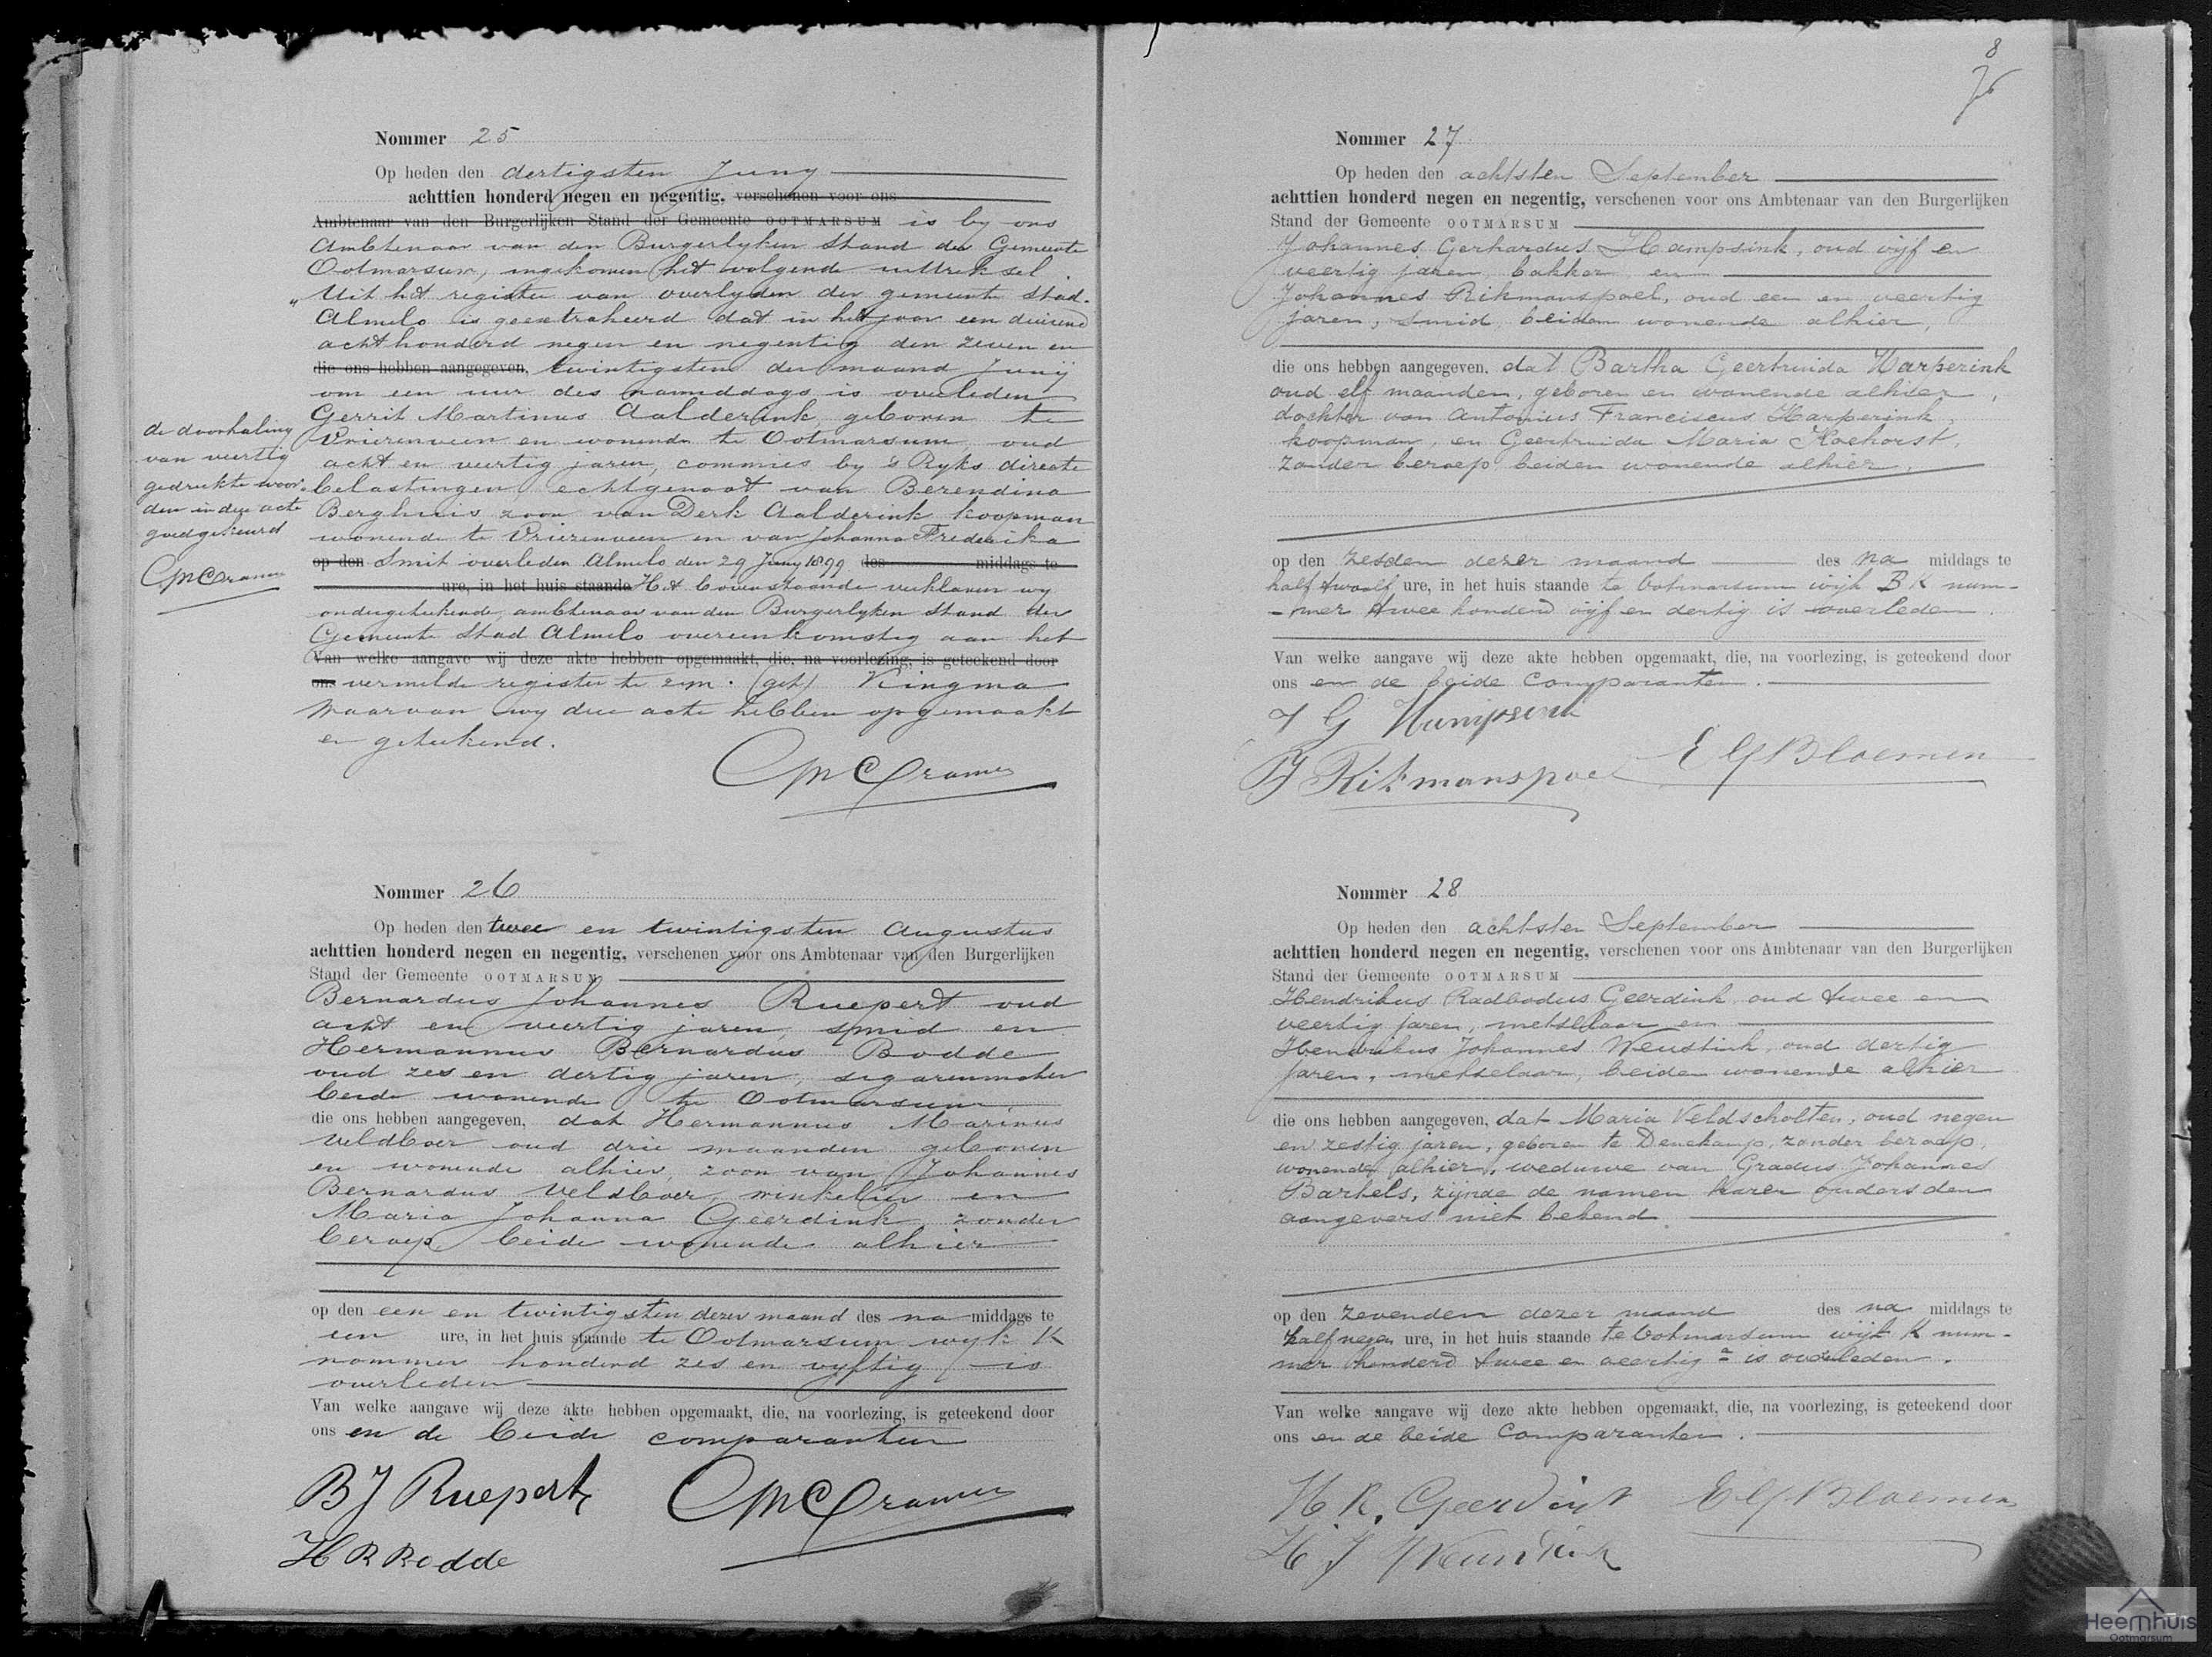 Nommer 25
Op heden den dertigsten Juny
achttien honderd negen en negentig, verschenen voor ons
Ambtenaar van den Burgerlijken Stand der Gemeente OOTMARSUM is by ons
Ambtenaar van den Burgerlyken Stand der Gemeente
Ootmarsum, ingekomen het volgende uittreksel.
„Uit het register van overlyden der gemeente Stad-
Almelo is geextraheerd dat in het jaar een duizend
achthonderd negen en negentig den zeven en
die ons hebben aangegeven, twintigsten der maand Junij
om een uur des namiddags is overleden
Gerrit Martinus Aalderink, geboren te
Vriezenveen en wonende te Ootmarsum, oud
acht en veertig jaren, commies by 's Ryks directe
belastingen, echtgenoot van Berendina
Berghuis zoon van Derk Aalderink koopman
wonende te Vriezenveen en van Johanna Frederika
op den Smit overleden Almelo den 29 Juny 1899 des middags te
ure, in het huis staande Het bovenstaande verklaren wy
ondergeteekende, ambtenaar van den Burgerlyken Stand der
Gemeente Stad Almelo overeenkomstig aan het
Van welke aangave wij deze akte hebben opgemaakt, die, na voorlezing, is geteekend door
ons vermelde register te zijn. (get) Kingma
Waarvan wy deze acte hebben opgemaakt
en geteekend.
CMCramer
de doorhaling
van veertig
gedrukte woor-
den in deze acte
goedgekeurd
CMCramer
Nommer 26
Op heden den twee en twintigsten Augustus
achttien honderd negen en negentig, verschenen voor ons Ambtenaar van den Burgerlijken
Stand der Gemeente OOTMARSUM
Bernardus Johannes Ruepert oud
acht en veertig jaren, smid en
Hermannus Bernardus Bodde
oud zes en dertig jaren, sigarenmaker
beide wonende te Ootmarsum,
die ons hebben aangegeven, dat Hermannus Marinus
Veldboer oud drie maanden geboren
en wonende alhier, zoon van Johannes
Bernardus Veldboer, winkelier en
Maria Johanna Geerdink, zonder
beroep, beide wonende alhier
op den een en twintigsten dezer maand des na middags te
een ure, in het huis staande te Ootmarsum wyk K
nommer honderd zes en vyftig is
overleden
Van welke aangave wij deze akte hebben opgemaakt, die, na voorlezing, is geteekend door
ons en de beide comparanten
BJ Ruepert CMCramer
H B Bodde
8
Nommer 27
Op heden den achtsten September
achttien honderd negen en negentig, verschenen voor ons Ambtenaar van den Burgerlijken
Stand der Gemeente OOTMARSUM
Johannes Gerhardus Hampsink, oud vijf en
veertig jaren, bakker en
Johannes Rikmanspoel, oud een en veertig
jaren, smid, beiden wonende alhier,
die ons hebben aangegeven, dat Bartha Geertruida Harperink
oud elf maanden, geboren en wonende alhier,
dochter van Antonius Franciscus Harperink,
koopman, en Geertruida Maria Koehorst,
zonder beroep beiden wonende alhier,
op den zesden dezer maand des na middags te
half twaalf ure, in het huis staande te Ootmarsum wijk B K num-
-mer twee honderd vijf en dertig is overleden.
Van welke aangave wij deze akte hebben opgemaakt, die, na voorlezing, is geteekend door
ons en de beide Comparanten.
J G Hampsink
J Rikmanspoel E G Bloemen
Nommer 28
Op heden den achtsten September
achttien honderd negen en negentig, verschenen voor ons Ambtenaar van den Burgerlijken
Stand der Gemeente OOTMARSUM
Hendrikus Radbodus Geerdink oud twee en
veertig jaren, metselaar en
Hendrikus Johannes Weustink, oud dertig
jaren, metselaar, beiden wonende alhier
die ons hebben aangegeven, dat Maria Veldscholten, oud negen
en zestig jaren, geboren te Denekamp, zonder beroep,
wonende alhier, weduwe van Gradus Johannes
Barkels, zijnde de namen harer ouders den
aangevers niet bekend.
op den zevenden dezer maand des na middags te
half negen ure, in het huis staande te Ootmarsum wijk K num-
mer honderd twee en veertig a is overleden.
Van welke aangave wij deze akte hebben opgemaakt, die, na voorlezing, is geteekend door
ons en de beide Comparanten.
H R. Geerdink E G Bloemen
H J Weustink
Heemhuis
Ootmarsum